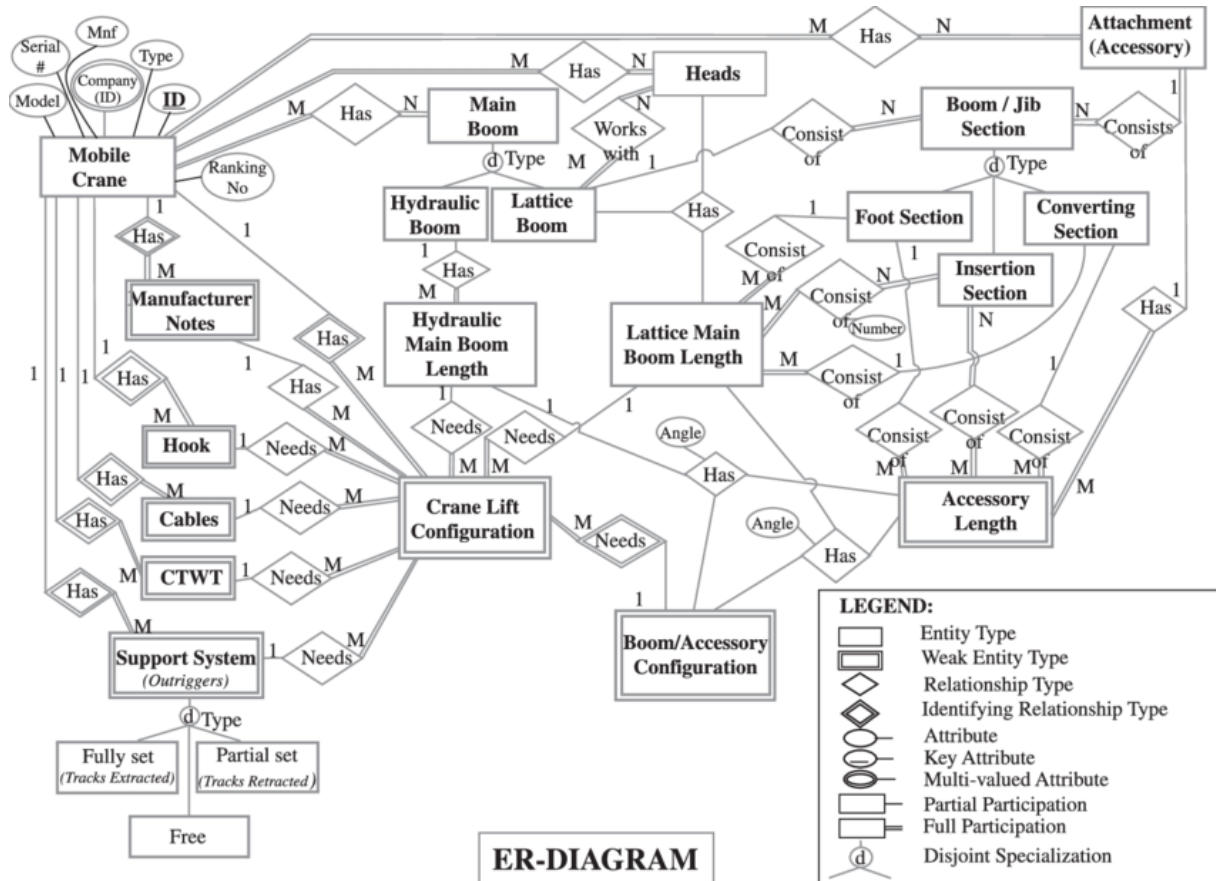 Mnf
Serial
#
Type
Company
(ID)
Model
ID
Mobile
Crane
Ranking
No
M
Has
N
Attachment
(Accessory)
M
Has
N
Heads
M
Has
N
Main
Boom
d
Type
N
Works
with
M
1
Consist
of
N
Boom / Jib
Section
N
Consists
of
1
d
Type
Hydraulic
Boom
Lattice
Boom
Has
Foot Section
Converting
Section
Insertion
Section
1
Has
M
Manufacturer
Notes
1
Has
M
1
Has
M
Hydraulic
Main Boom
Length
Lattice Main
Boom Length
1
Consist
of
M
M
Consist
of
N
Number
M
Consist
of
1
1
Has
M
1
Has
M
Hook
1
Needs
M
1
Has
M
Cables
1
Needs
M
1
Has
M
CTWT
1
Needs
M
1
Has
M
Support System
(Outriggers)
1
Needs
M
d
Type
Fully set
(Tracks Extracted)
Partial set
(Tracks Retracted)
Free
1
Needs
M
1
Needs
M
Crane Lift
Configuration
M
Needs
1
Boom/Accessory
Configuration
1
Angle
Has
Angle
Has
1
Consist
of
M
N
Consist
of
M
1
Consist
of
M
1
Has
M
Accessory
Length
LEGEND:
Entity Type
Weak Entity Type
Relationship Type
Identifying Relationship Type
Attribute
Key Attribute
Multi-valued Attribute
Partial Participation
Full Participation
d
Disjoint Specialization
ER-DIAGRAM